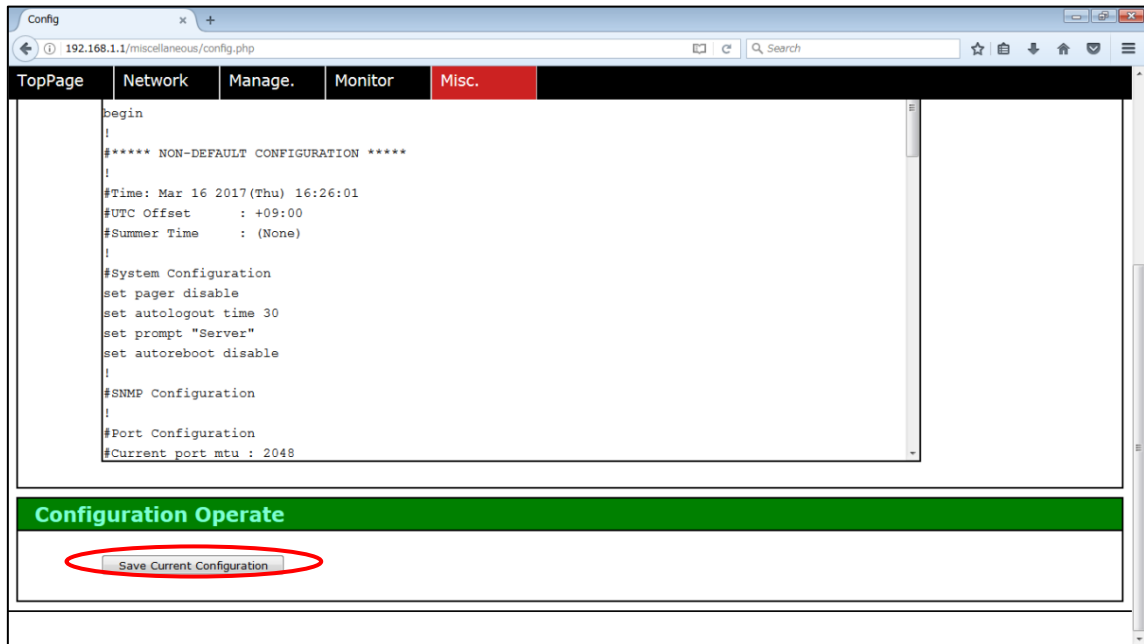 Config
192.168.1.1/miscellaneous/config.php
Search
TopPage Network Manage. Monitor Misc.
begin
!
#***** NON-DEFAULT CONFIGURATION *****
!
#Time: Mar 16 2017(Thu) 16:26:01
#UTC Offset : +09:00
#Summer Time : (None)
!
#System Configuration
set pager disable
set autologout time 30
set prompt "Server"
set autoreboot disable
!
#SNMP Configuration
!
#Port Configuration
#Current port mtu : 2048
Configuration Operate
Save Current Configuration